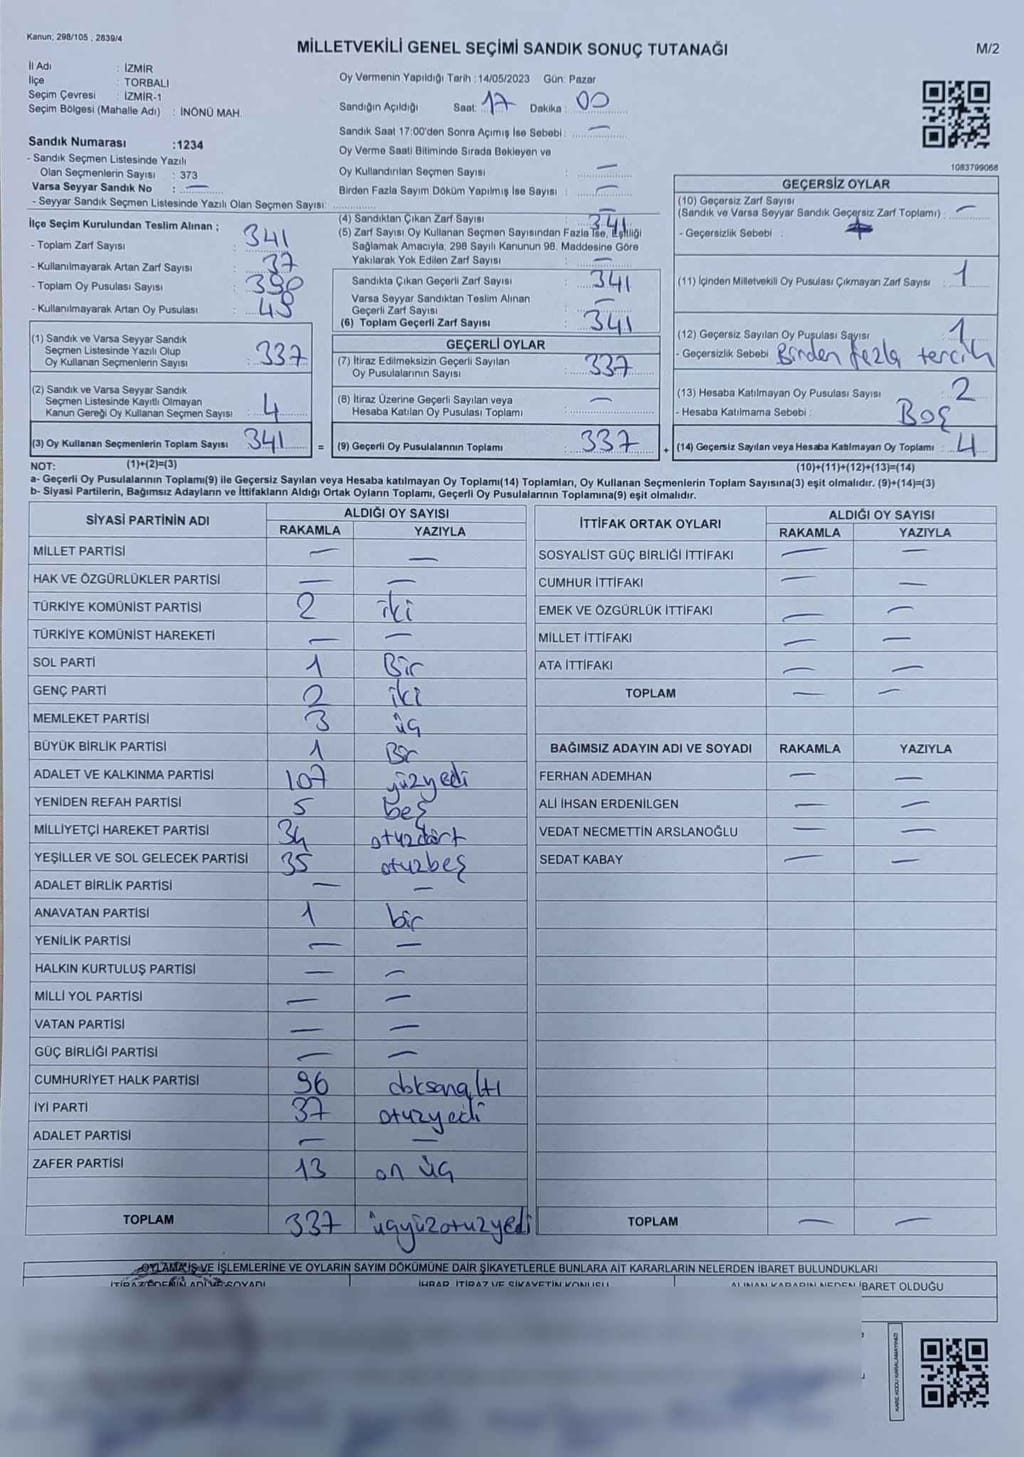 Kanun; 298/105 , 2839/4
MİLLETVEKİLİ GENEL SEÇİMİ SANDIK SONUÇ TUTANAĞI
M/2
İl Adı : İZMİR
İlçe : TORBALI
Seçim Çevresi : İZMİR-1
Seçim Bölgesi (Mahalle Adı) : İNÖNÜ MAH.
Oy Vermenin Yapıldığı Tarih :14/05/2023 Gün: Pazar
Sandığın Açıldığı Saat: 17 Dakika : 00
Sandık Saat 17:00'den Sonra Açımış İse Sebebi : —
Oy Verme Saati Bitiminde Sırada Bekleyen ve
Oy Kullandırılan Seçmen Sayısı : —
Birden Fazla Sayım Döküm Yapılmış İse Sayısı : —
1083799068
Sandık Numarası :1234
- Sandık Seçmen Listesinde Yazılı
Olan Seçmenlerin Sayısı : 373
Varsa Seyyar Sandık No : —
- Seyyar Sandık Seçmen Listesinde Yazılı Olan Seçmen Sayısı: —
İlçe Seçim Kurulundan Teslim Alınan ;
- Toplam Zarf Sayısı : 341
- Kullanılmayarak Artan Zarf Sayısı : 37
- Toplam Oy Pusulası Sayısı : 390
- Kullanılmayarak Artan Oy Pusulası : 49
(1) Sandık ve Varsa Seyyar Sandık
Seçmen Listesinde Yazılı Olup
Oy Kullanan Seçmenlerin Sayısı : 337
(2) Sandık ve Varsa Seyyar Sandık
Seçmen Listesinde Kayıtlı Olmayan
Kanun Gereği Oy Kullanan Seçmen Sayısı : 4
(3) Oy Kullanan Seçmenlerin Toplam Sayısı : 341 =
(4) Sandıktan Çıkan Zarf Sayısı : 341
(5) Zarf Sayısı Oy Kullanan Seçmen Sayısından Fazla İse, Eşitliği
Sağlamak Amacıyla; 298 Sayılı Kanunun 98. Maddesine Göre
Yakılarak Yok Edilen Zarf Sayısı : —
Sandıkta Çıkan Geçerli Zarf Sayısı : 341
Varsa Seyyar Sandıktan Teslim Alınan
Geçerli Zarf Sayısı : —
(6) Toplam Geçerli Zarf Sayısı : 341
GEÇERLİ OYLAR
(7) İtiraz Edilmeksizin Geçerli Sayılan
Oy Pusulalarının Sayısı : 337
(8) İtiraz Üzerine Geçerli Sayılan veya
Hesaba Katılan Oy Pusulası Toplamı : —
(9) Geçerli Oy Pusulalarının Toplamı : 337 +
GEÇERSİZ OYLAR
(10) Geçersiz Zarf Sayısı
(Sandık ve Varsa Seyyar Sandık Geçersiz Zarf Toplamı) : —
- Geçersizlik Sebebi :
(11) İçinden Milletvekili Oy Pusulası Çıkmayan Zarf Sayısı : 1
(12) Geçersiz Sayılan Oy Pusulası Sayısı : 1
- Geçersizlik Sebebi Birden fazla tercih
(13) Hesaba Katılmayan Oy Pusulası Sayısı : 2
- Hesaba Katılmama Sebebi : Boş
(14) Geçersiz Sayılan veya Hesaba Katılmayan Oy Toplamı : 4
NOT: (1)+(2)=(3)
(10)+(11)+(12)+(13)=(14)
a- Geçerli Oy Pusulalarının Toplamı(9) ile Geçersiz Sayılan veya Hesaba katılmayan Oy Toplamı(14) Toplamları, Oy Kullanan Seçmenlerin Toplam Sayısına(3) eşit olmalıdır. (9)+(14)=(3)
b- Siyasi Partilerin, Bağımsız Adayların ve İttifakların Aldığı Ortak Oyların Toplamı, Geçerli Oy Pusulalarının Toplamına(9) eşit olmalıdır.
SİYASİ PARTİNİN ADI ALDIĞI OY SAYISI
RAKAMLA YAZIYLA
MİLLET PARTİSİ — —
HAK VE ÖZGÜRLÜKLER PARTİSİ — —
TÜRKİYE KOMÜNİST PARTİSİ 2 iki
TÜRKİYE KOMÜNİST HAREKETİ — —
SOL PARTİ 1 Bir
GENÇ PARTİ 2 iki
MEMLEKET PARTİSİ 3 üç
BÜYÜK BİRLİK PARTİSİ 1 Bir
ADALET VE KALKINMA PARTİSİ 107 yüzyedi
YENİDEN REFAH PARTİSİ 5 beş
MİLLİYETÇİ HAREKET PARTİSİ 34 otuzdört
YEŞİLLER VE SOL GELECEK PARTİSİ 35 otuzbeş
ADALET BİRLİK PARTİSİ — —
ANAVATAN PARTİSİ 1 bir
YENİLİK PARTİSİ — —
HALKIN KURTULUŞ PARTİSİ — —
MİLLİ YOL PARTİSİ — —
VATAN PARTİSİ — —
GÜÇ BİRLİĞİ PARTİSİ — —
CUMHURİYET HALK PARTİSİ 96 doksanaltı
İYİ PARTİ 37 otuzyedi
ADALET PARTİSİ — —
ZAFER PARTİSİ 13 on üç
TOPLAM 337 üçyüzotuzyedi
İTTİFAK ORTAK OYLARI ALDIĞI OY SAYISI
RAKAMLA YAZIYLA
SOSYALİST GÜÇ BİRLİĞİ İTTİFAKI — —
CUMHUR İTTİFAKI — —
EMEK VE ÖZGÜRLÜK İTTİFAKI — —
MİLLET İTTİFAKI — —
ATA İTTİFAKI — —
TOPLAM — —
BAĞIMSIZ ADAYIN ADI VE SOYADI RAKAMLA YAZIYLA
FERHAN ADEMHAN — —
ALİ İHSAN ERDENİLGEN — —
VEDAT NECMETTİN ARSLANOĞLU — —
SEDAT KABAY — —
TOPLAM — —
OYLAMA İŞ VE İŞLEMLERİNE VE OYLARIN SAYIM DÖKÜMÜNE DAİR ŞİKAYETLERLE BUNLARA AİT KARARLARIN NELERDEN İBARET BULUNDUKLARI
İTİRAZ EDENİN ADI VE SOYADI İHBAR, İTİRAZ VE ŞİKAYETİN KONUSU ALINAN KARARIN NEDEN İBARET OLDUĞU
KARE KODU KARALAMAYINIZ!